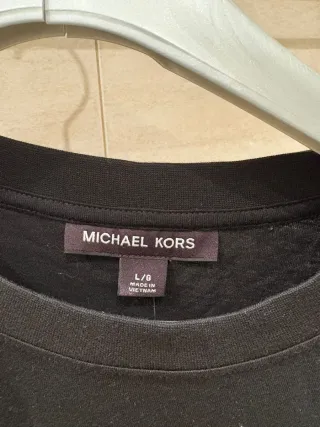 MICHAEL KORS
L/G
MADE IN
VIETNAM